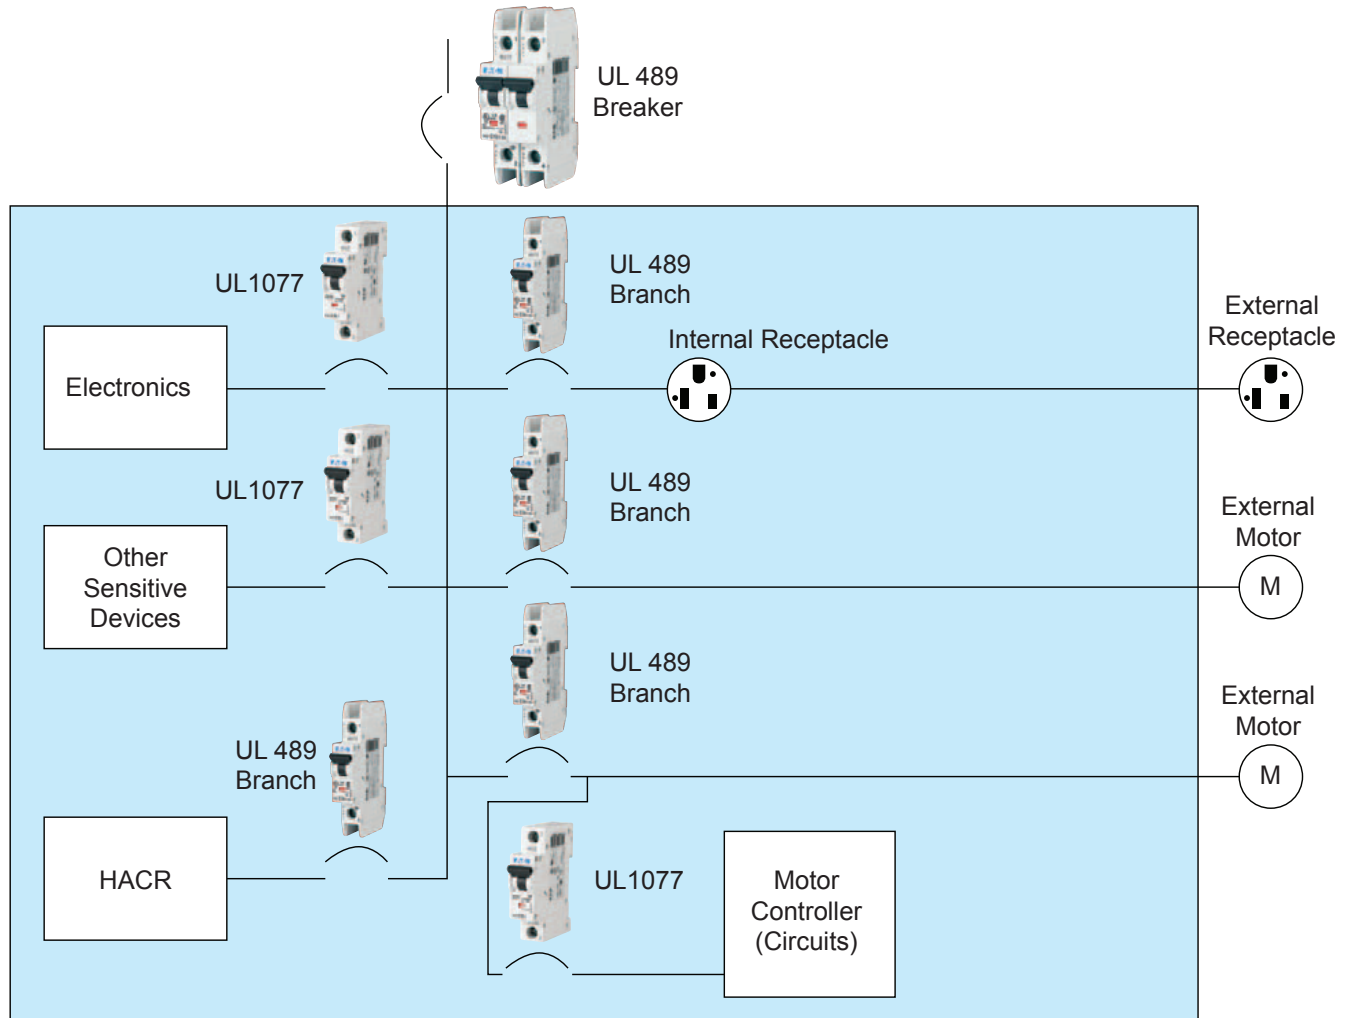 UL 489
Breaker
UL1077
UL 489
Branch
Internal Receptacle
External
Receptacle
Electronics
UL1077
UL 489
Branch
External
Motor
M
Other
Sensitive
Devices
UL 489
Branch
External
Motor
M
UL 489
Branch
HACR
UL1077
Motor
Controller
(Circuits)